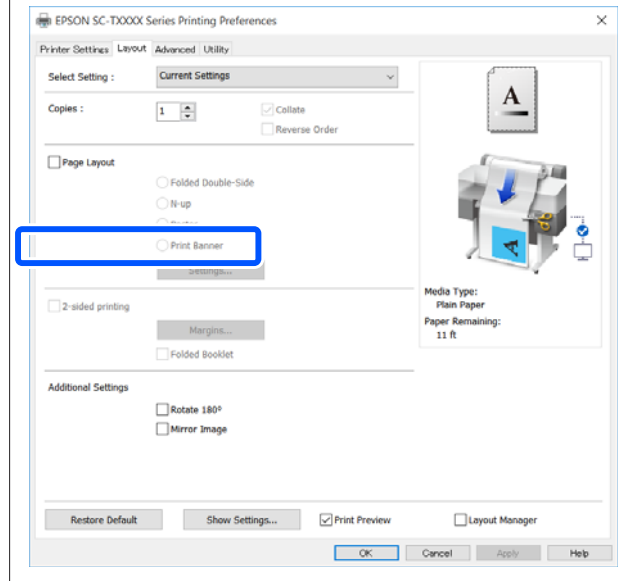 EPSON SC-TXXXX Series Printing Preferences
Printer Settings Layout Advanced Utility
Select Setting : Current Settings
Copies : 1 Collate
Reverse Order
A
Page Layout
Folded Double-Side
N-up
Poster
Print Banner
Settings...
A
2-sided printing
Margins...
Folded Booklet
Media Type:
Plain Paper
Paper Remaining:
11 ft
Additional Settings
Rotate 180°
Mirror Image
Restore Default Show Settings... Print Preview Layout Manager
OK Cancel Apply Help